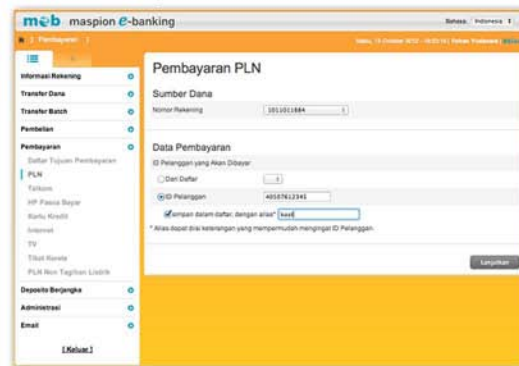 meb maspion e-banking
Bahasa: Indonesia
Pembayaran
Informasi Rekening
Transfer Dana
Transfer Batch
Pembelian
Pembayaran
Daftar Tujuan Pembayaran
PLN
Telkom
HP Pasca Bayar
Kartu Kredit
Internet
TV
Tiket Kereta
PLN Non Tagihan Listrik
Deposito Berjangka
Administrasi
Email
[ Keluar ]
Pembayaran PLN
Sumber Dana
Nomor Rekening 1011011884
Data Pembayaran
ID Pelanggan yang Akan Dibayar
Dari Daftar
ID Pelanggan 40107612341
Simpan dalam daftar, dengan alias*
* Alias dapat diisi keterangan yang mempermudah mengingat ID Pelanggan.
Lanjutkan